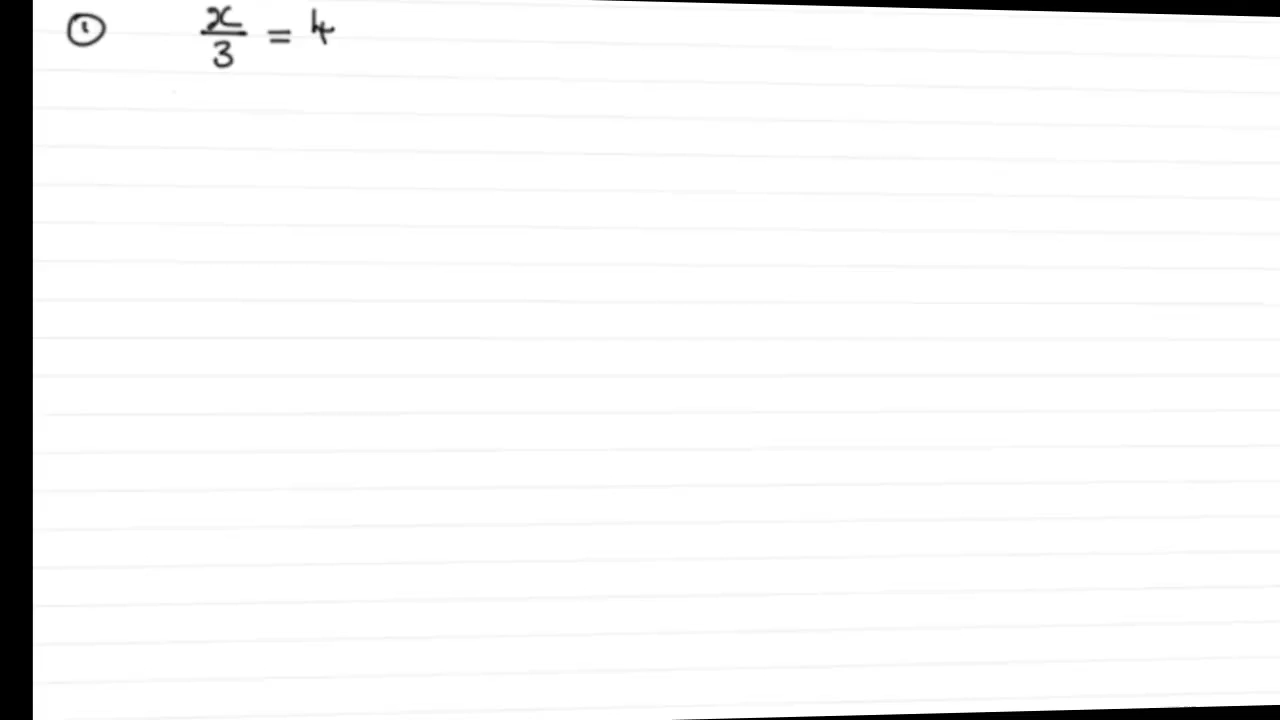 ① x/3 = 4